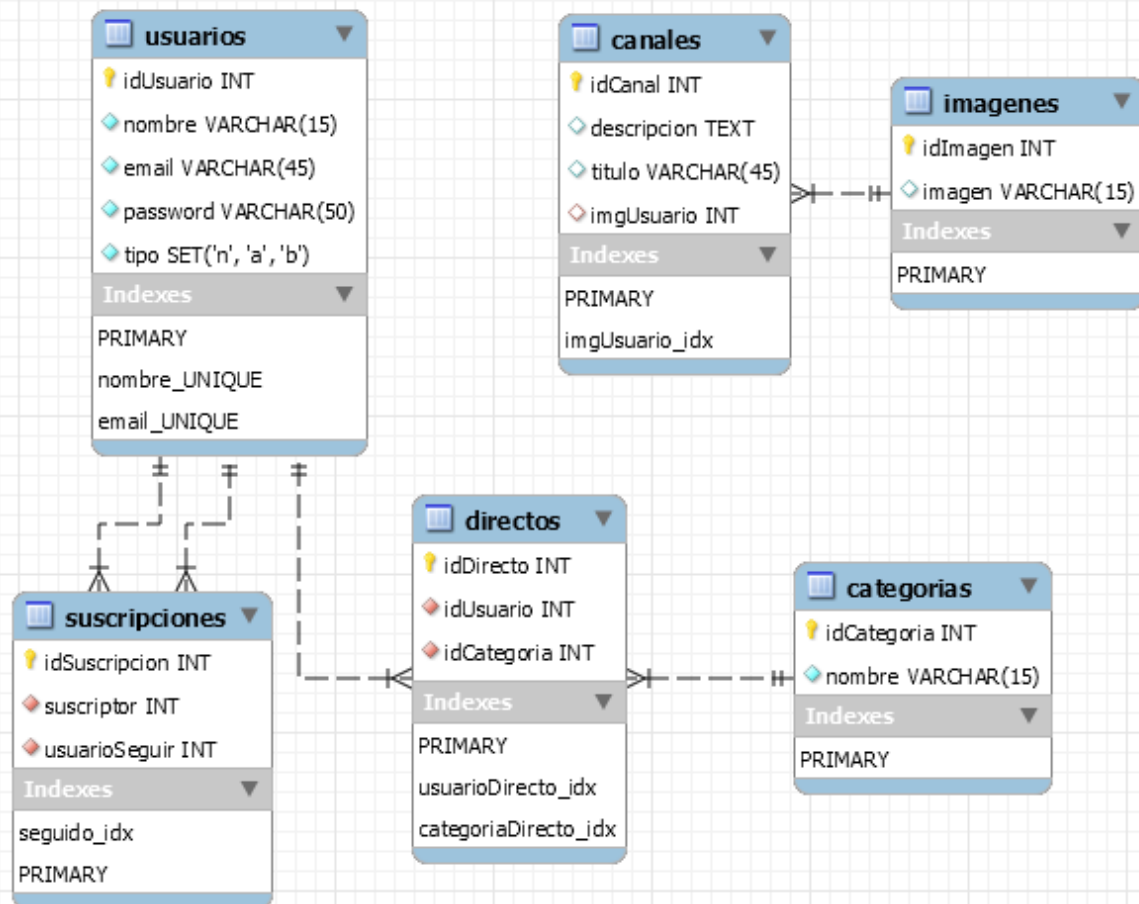 usuarios
idUsuario INT
nombre VARCHAR(15)
email VARCHAR(45)
password VARCHAR(50)
tipo SET('n', 'a', 'b')
Indexes
PRIMARY
nombre_UNIQUE
email_UNIQUE
canales
idCanal INT
descripcion TEXT
titulo VARCHAR(45)
imgUsuario INT
Indexes
PRIMARY
imgUsuario_idx
imagenes
idImagen INT
imagen VARCHAR(15)
Indexes
PRIMARY
suscripciones
idSuscripcion INT
suscriptor INT
usuarioSeguir INT
Indexes
seguido_idx
PRIMARY
directos
idDirecto INT
idUsuario INT
idCategoria INT
Indexes
PRIMARY
usuarioDirecto_idx
categoriaDirecto_idx
categorias
idCategoria INT
nombre VARCHAR(15)
Indexes
PRIMARY